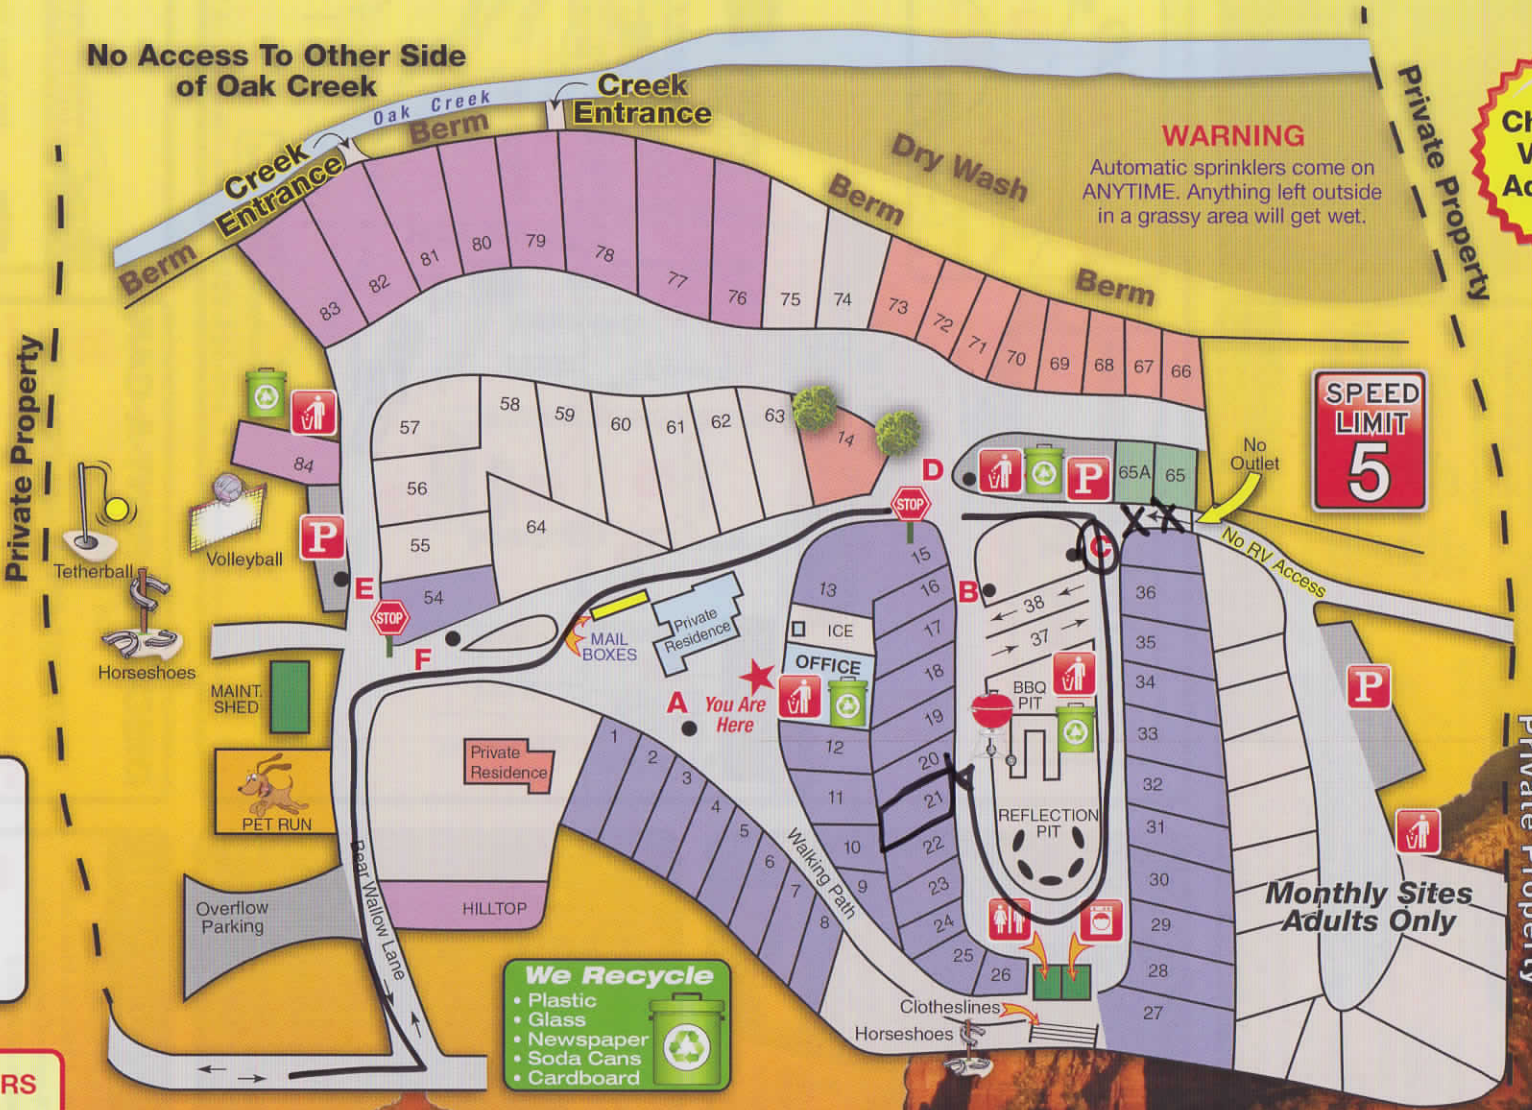 No Access To Other Side
of Oak Creek
Oak Creek
Creek
Entrance
Berm
Creek
Entrance
Berm
Dry Wash
Berm
Berm
WARNING
Automatic sprinklers come on
ANYTIME. Anything left outside
in a grassy area will get wet.
Private Property
83
82
81
80
79
78
77
76
75
74
73
72
71
70
69
68
67
66
SPEED
LIMIT
5
No
Outlet
No RV Access
Private Property
84
P
Volleyball
Tetherball
Horseshoes
57
58
59
60
61
62
63
14
56
55
54
64
D
STOP
P
65A
65
X X
C
E
STOP
F
MAIL
BOXES
Private
Residence
A
You Are
Here
13
ICE
OFFICE
12
11
10
9
15
16
17
18
19
20
21
22
23
24
25
26
B
38
37
BBQ
PIT
REFLECTION
PIT
36
35
34
33
32
31
30
29
28
27
P
Monthly Sites
Adults Only
Private Property
MAINT.
SHED
PET RUN
Private
Residence
HILLTOP
1
2
3
4
5
6
7
8
Walking Path
Overflow
Parking
Bear Wallow Lane
We Recycle
• Plastic
• Glass
• Newspaper
• Soda Cans
• Cardboard
Clotheslines
Horseshoes
RS